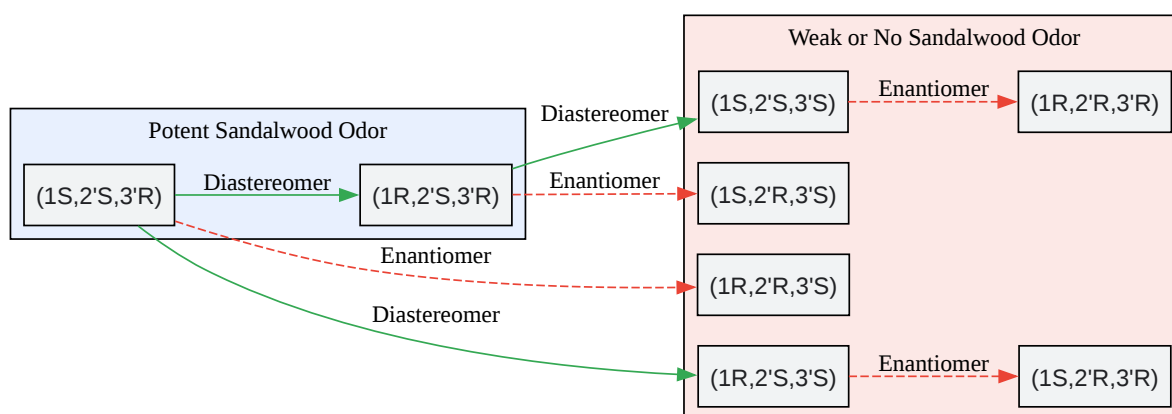 Weak or No Sandalwood Odor
(1S,2'S,3'S)
Enantiomer
(1R,2'R,3'R)
Diastereomer
Potent Sandalwood Odor
(1S,2'S,3'R)
Diastereomer
(1R,2'S,3'R)
Enantiomer
(1S,2'R,3'S)
Enantiomer
(1R,2'R,3'S)
Diastereomer
(1R,2'S,3'S)
Enantiomer
(1S,2'R,3'R)